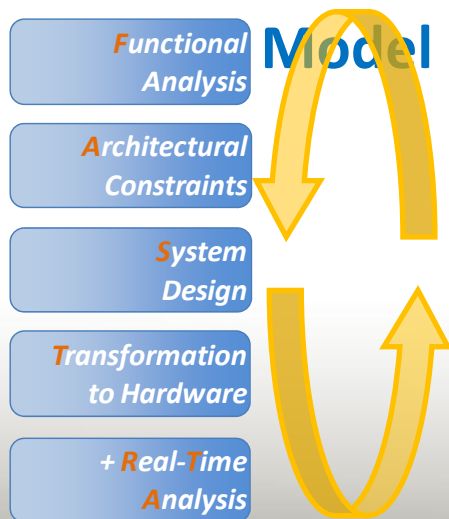 Functional
Analysis
Model
Architectural
Constraints
System
Design
Transformation
to Hardware
+ Real-Time
Analysis